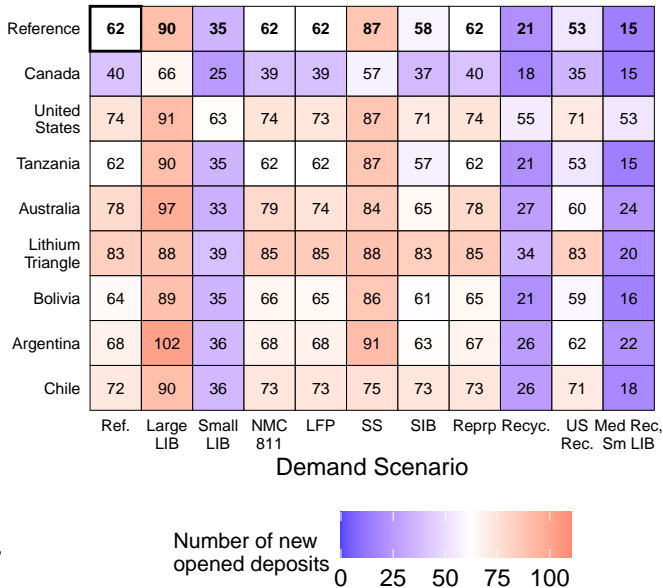 Reference 62 90 35 62 62 87 58 62 21 53 15
Canada 40 66 25 39 39 57 37 40 18 35 15
United
States 74 91 63 74 73 87 71 74 55 71 53
Tanzania 62 90 35 62 62 87 57 62 21 53 15
Australia 78 97 33 79 74 84 65 78 27 60 24
Lithium
Triangle 83 88 39 85 85 88 83 85 34 83 20
Bolivia 64 89 35 66 65 86 61 65 21 59 16
Argentina 68 102 36 68 68 91 63 67 26 62 22
Chile 72 90 36 73 73 75 73 73 26 71 18
Ref. Large Small NMC LFP SS SIB Reprp Recyc. US Med Rec,
LIB LIB 811 Rec. Sm LIB
Demand Scenario
Number of new
opened deposits
0 25 50 75 100